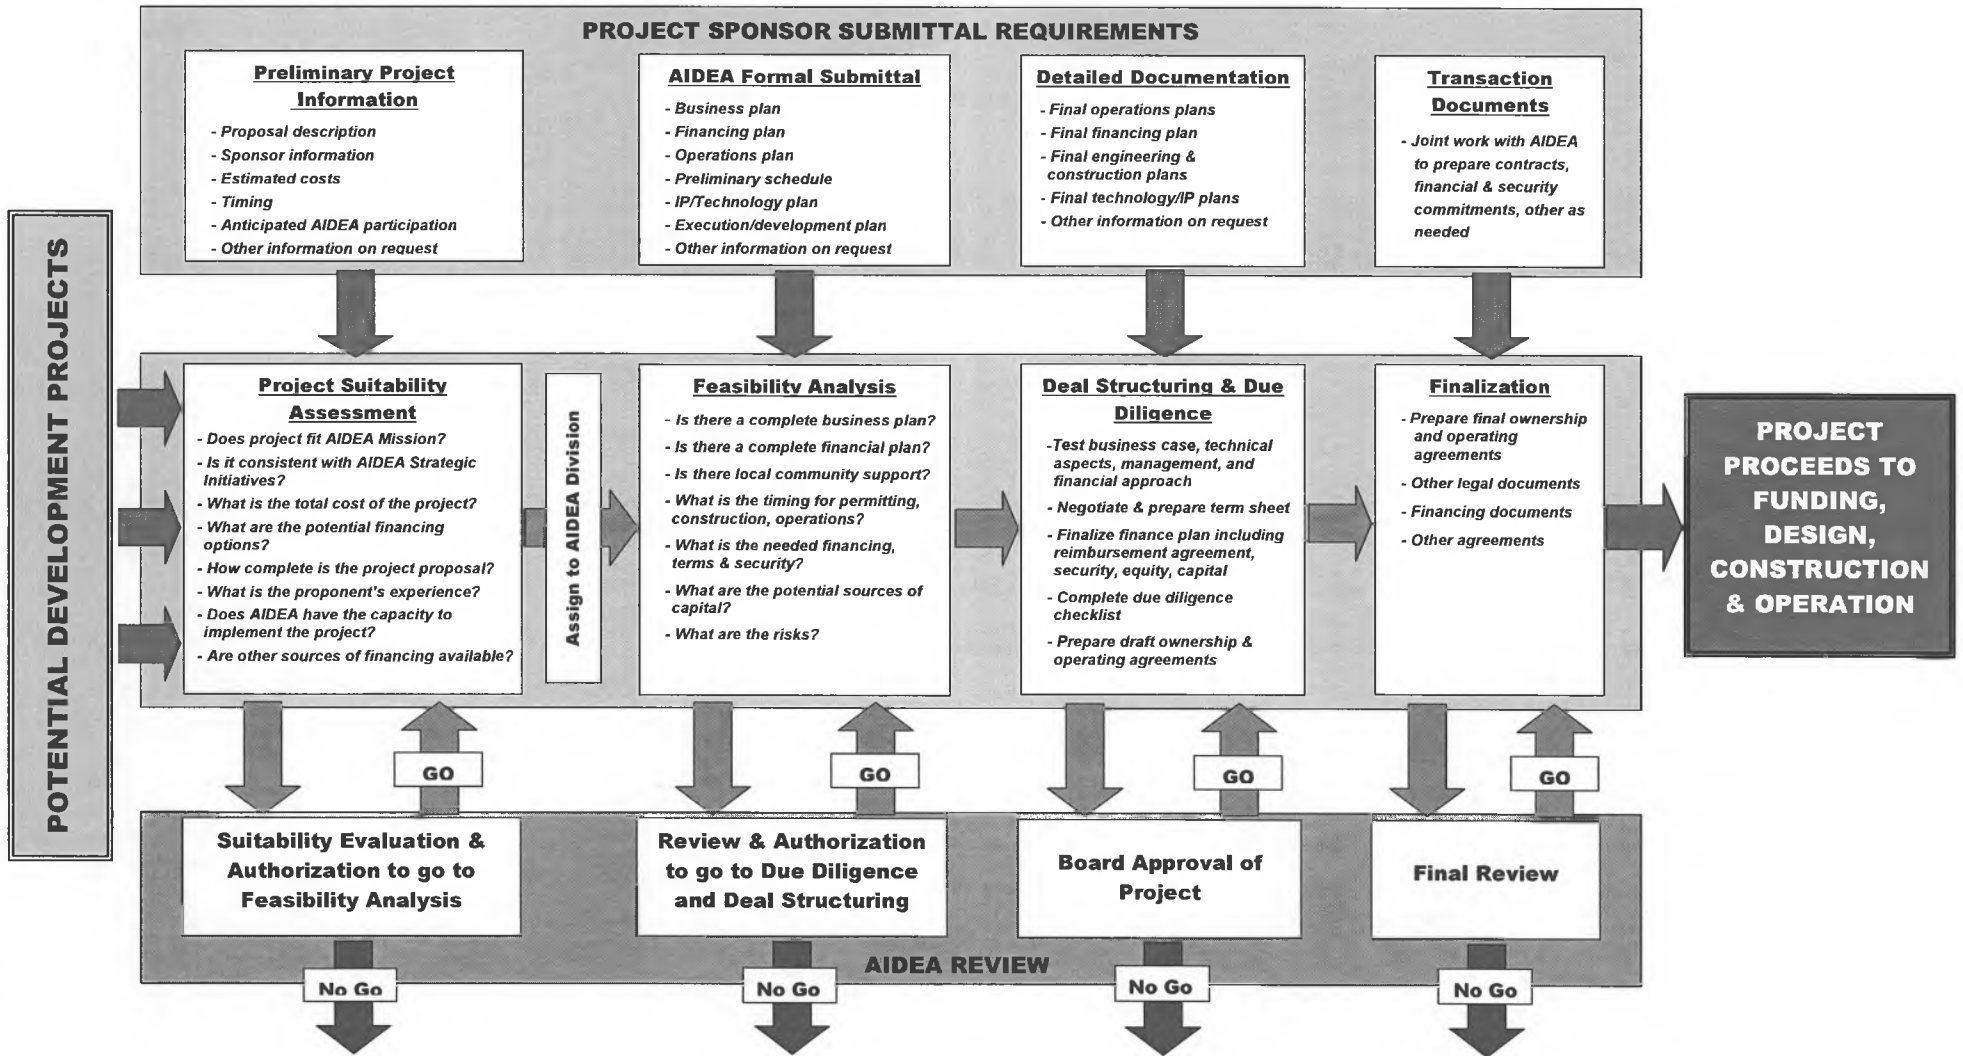 PROJECT SPONSOR SUBMITTAL REQUIREMENTS
Preliminary Project
Information
- Proposal description
- Sponsor information
- Estimated costs
- Timing
- Anticipated AIDEA participation
- Other information on request
AIDEA Formal Submittal
- Business plan
- Financing plan
- Operations plan
- Preliminary schedule
- IP/Technology plan
- Execution/development plan
- Other information on request
Detailed Documentation
- Final operations plans
- Final financing plan
- Final engineering &
construction plans
- Final technology/IP plans
- Other information on request
Transaction
Documents
- Joint work with AIDEA
to prepare contracts,
financial & security
commitments, other as
needed
POTENTIAL DEVELOPMENT PROJECTS
Project Suitability
Assessment
- Does project fit AIDEA Mission?
- Is it consistent with AIDEA Strategic
Initiatives?
- What is the total cost of the project?
- What are the potential financing
options?
- How complete is the project proposal?
- What is the proponent's experience?
- Does AIDEA have the capacity to
implement the project?
- Are other sources of financing available?
Assign to AIDEA Division
Feasibility Analysis
- Is there a complete business plan?
- Is there a complete financial plan?
- Is there local community support?
- What is the timing for permitting,
construction, operations?
- What is the needed financing,
terms & security?
- What are the potential sources of
capital?
- What are the risks?
Deal Structuring & Due
Diligence
-Test business case, technical
aspects, management, and
financial approach
- Negotiate & prepare term sheet
- Finalize finance plan including
reimbursement agreement,
security, equity, capital
- Complete due diligence
checklist
- Prepare draft ownership &
operating agreements
Finalization
- Prepare final ownership
and operating
agreements
- Other legal documents
- Financing documents
- Other agreements
PROJECT
PROCEEDS TO
FUNDING,
DESIGN,
CONSTRUCTION
& OPERATION
GO
GO
GO
GO
Suitability Evaluation &
Authorization to go to
Feasibility Analysis
Review & Authorization
to go to Due Diligence
and Deal Structuring
Board Approval of
Project
Final Review
AIDEA REVIEW
No Go
No Go
No Go
No Go